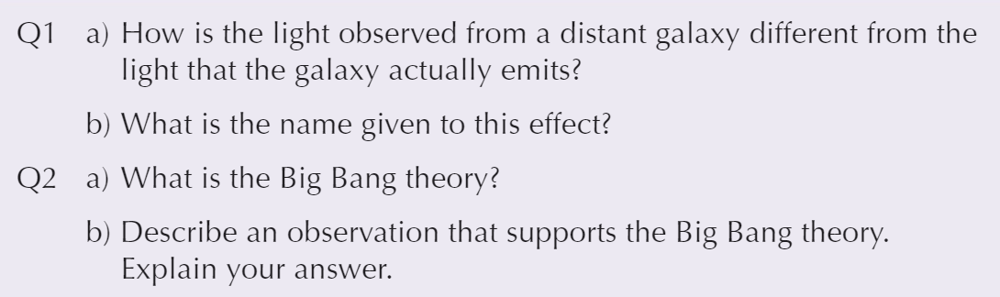 Q1 a) How is the light observed from a distant galaxy different from the
light that the galaxy actually emits?
b) What is the name given to this effect?
Q2 a) What is the Big Bang theory?
b) Describe an observation that supports the Big Bang theory.
Explain your answer.